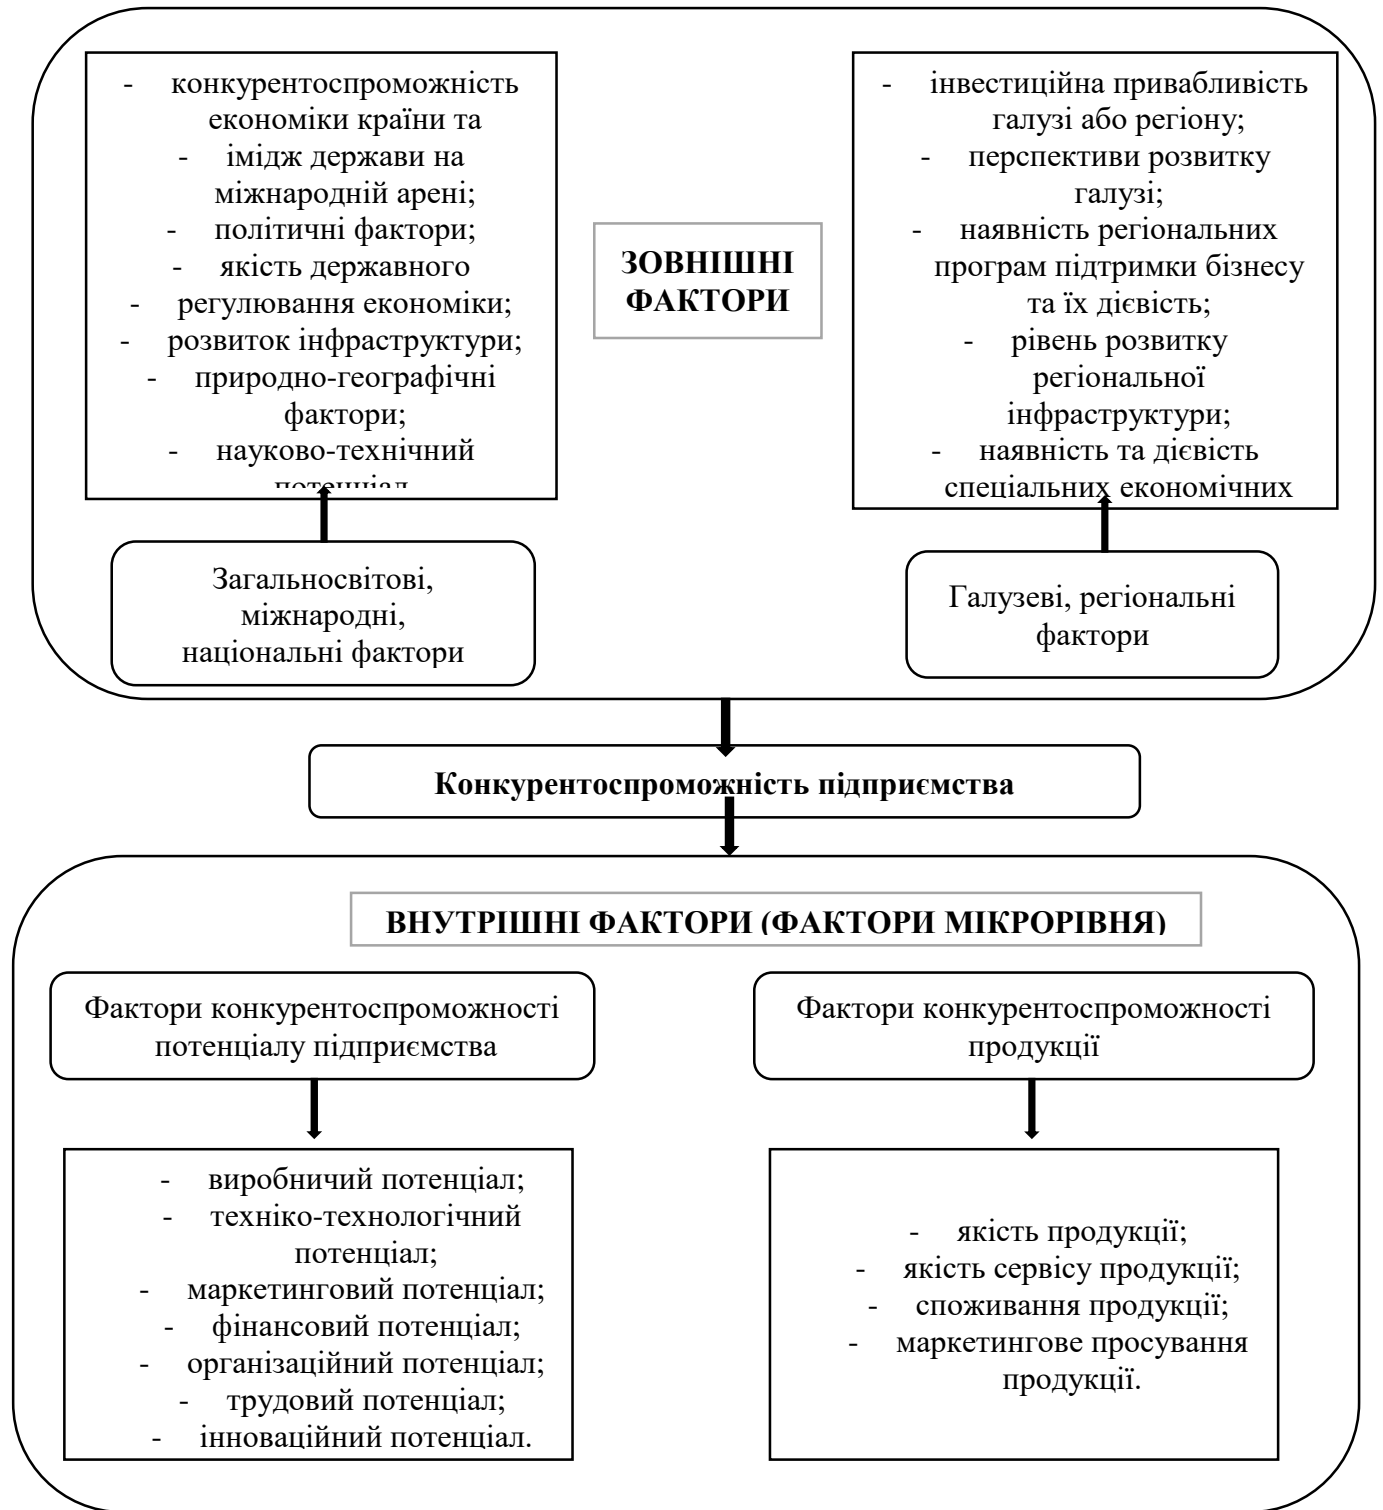 - конкурентоспроможність
економіки країни та
- імідж держави на
міжнародній арені;
- політичні фактори;
- якість державного
- регулювання економіки;
- розвиток інфраструктури;
- природно-географічні
фактори;
- науково-технічний
потенціал
Загальносвітові,
міжнародні,
національні фактори
ЗОВНІШНІ
ФАКТОРИ
- інвестиційна привабливість
галузі або регіону;
- перспективи розвитку
галузі;
- наявність регіональних
програм підтримки бізнесу
та їх дієвість;
- рівень розвитку
регіональної
інфраструктури;
- наявність та дієвість
спеціальних економічних
Галузеві, регіональні
фактори
Конкурентоспроможність підприємства
ВНУТРІШНІ ФАКТОРИ (ФАКТОРИ МІКРОРІВНЯ)
Фактори конкурентоспроможності
потенціалу підприємства
- виробничий потенціал;
- техніко-технологічний
потенціал;
- маркетинговий потенціал;
- фінансовий потенціал;
- організаційний потенціал;
- трудовий потенціал;
- інноваційний потенціал.
Фактори конкурентоспроможності
продукції
- якість продукції;
- якість сервісу продукції;
- споживання продукції;
- маркетингове просування
продукції.